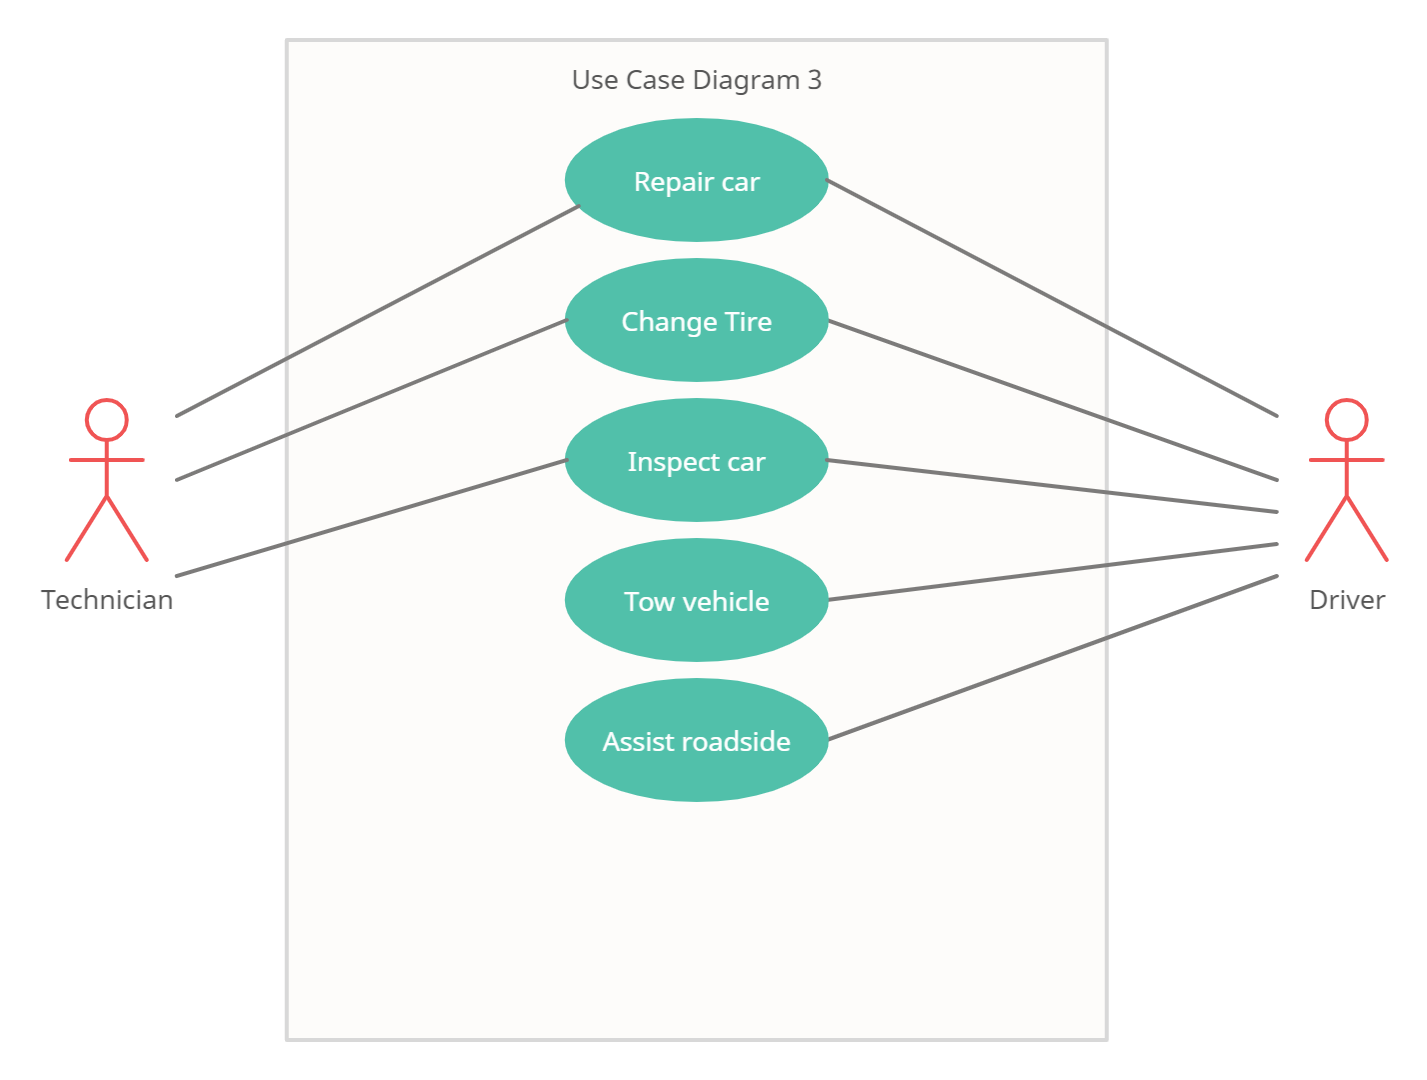 Use Case Diagram 3
Repair car
Change Tire
Inspect car
Tow vehicle
Assist roadside
Technician
Driver